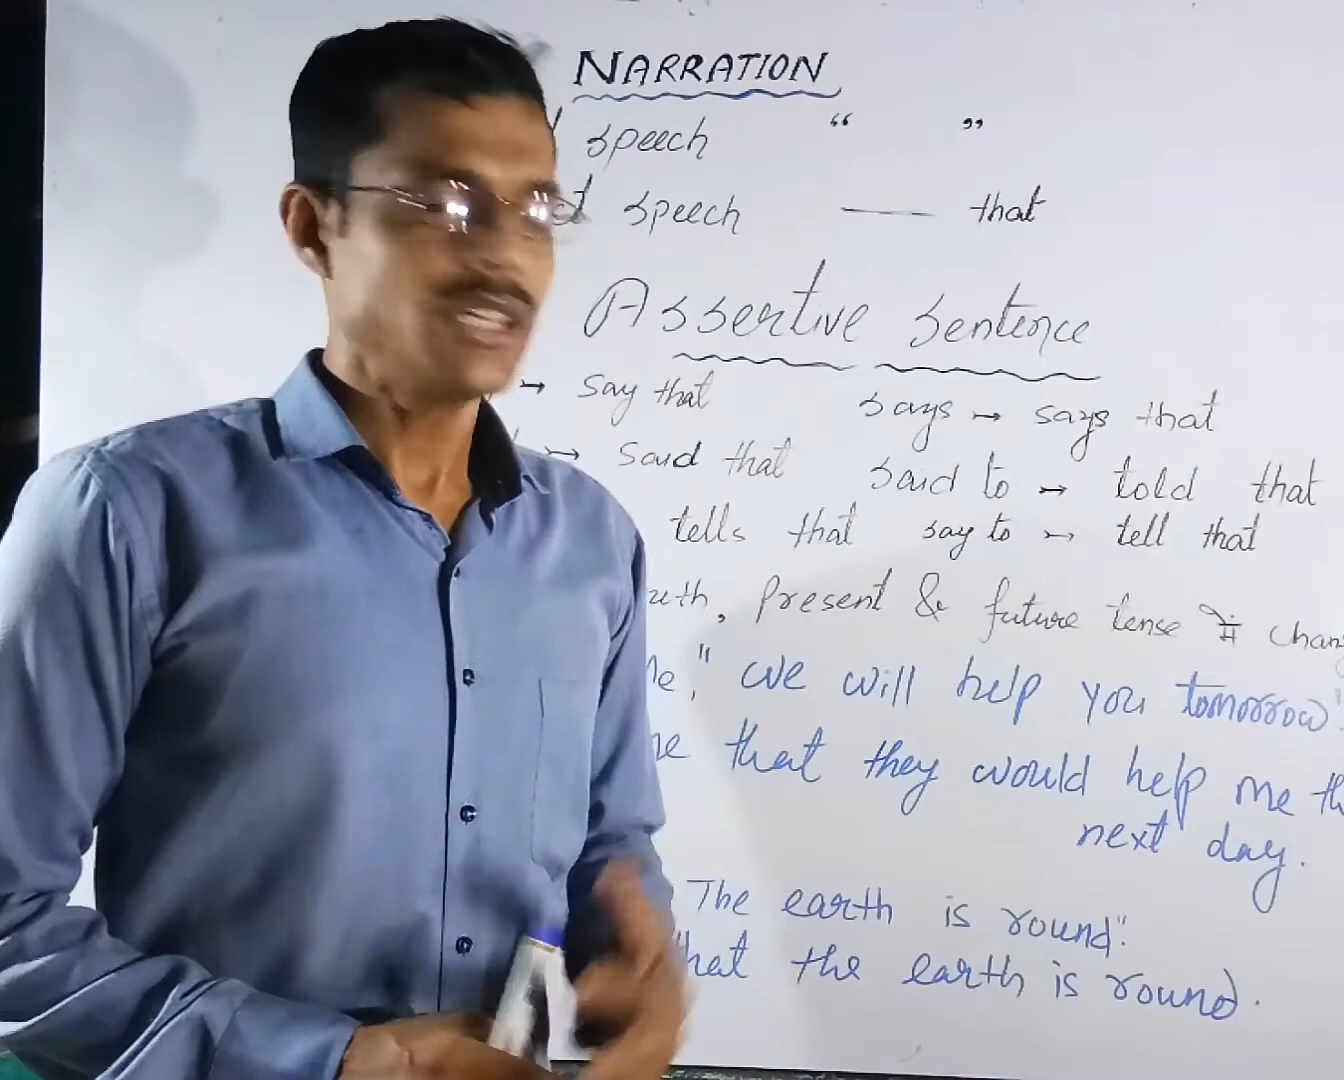 NARRATION
speech “ ”
speech — that
Assertive Sentence
→ say that says → says that
→ said that said to → told that
tells that say to → tell that
Present & future tense
" we will help you tomorrow"
that they would help me
next day.
The earth is round".
the earth is round.